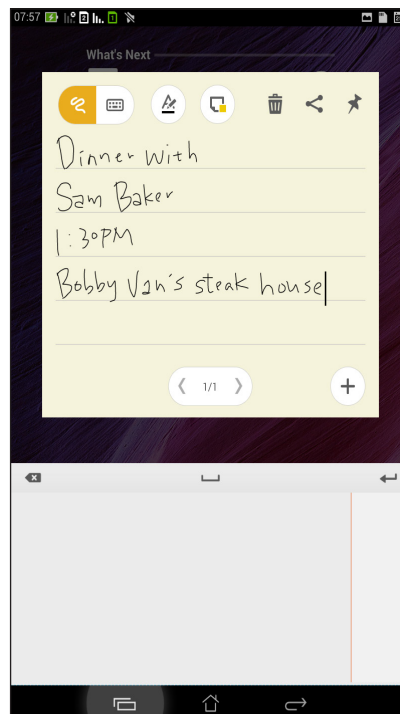 07:57
What's Next
Dinner with
Sam Baker
1:30PM
Bobby Van's steak house
1/1